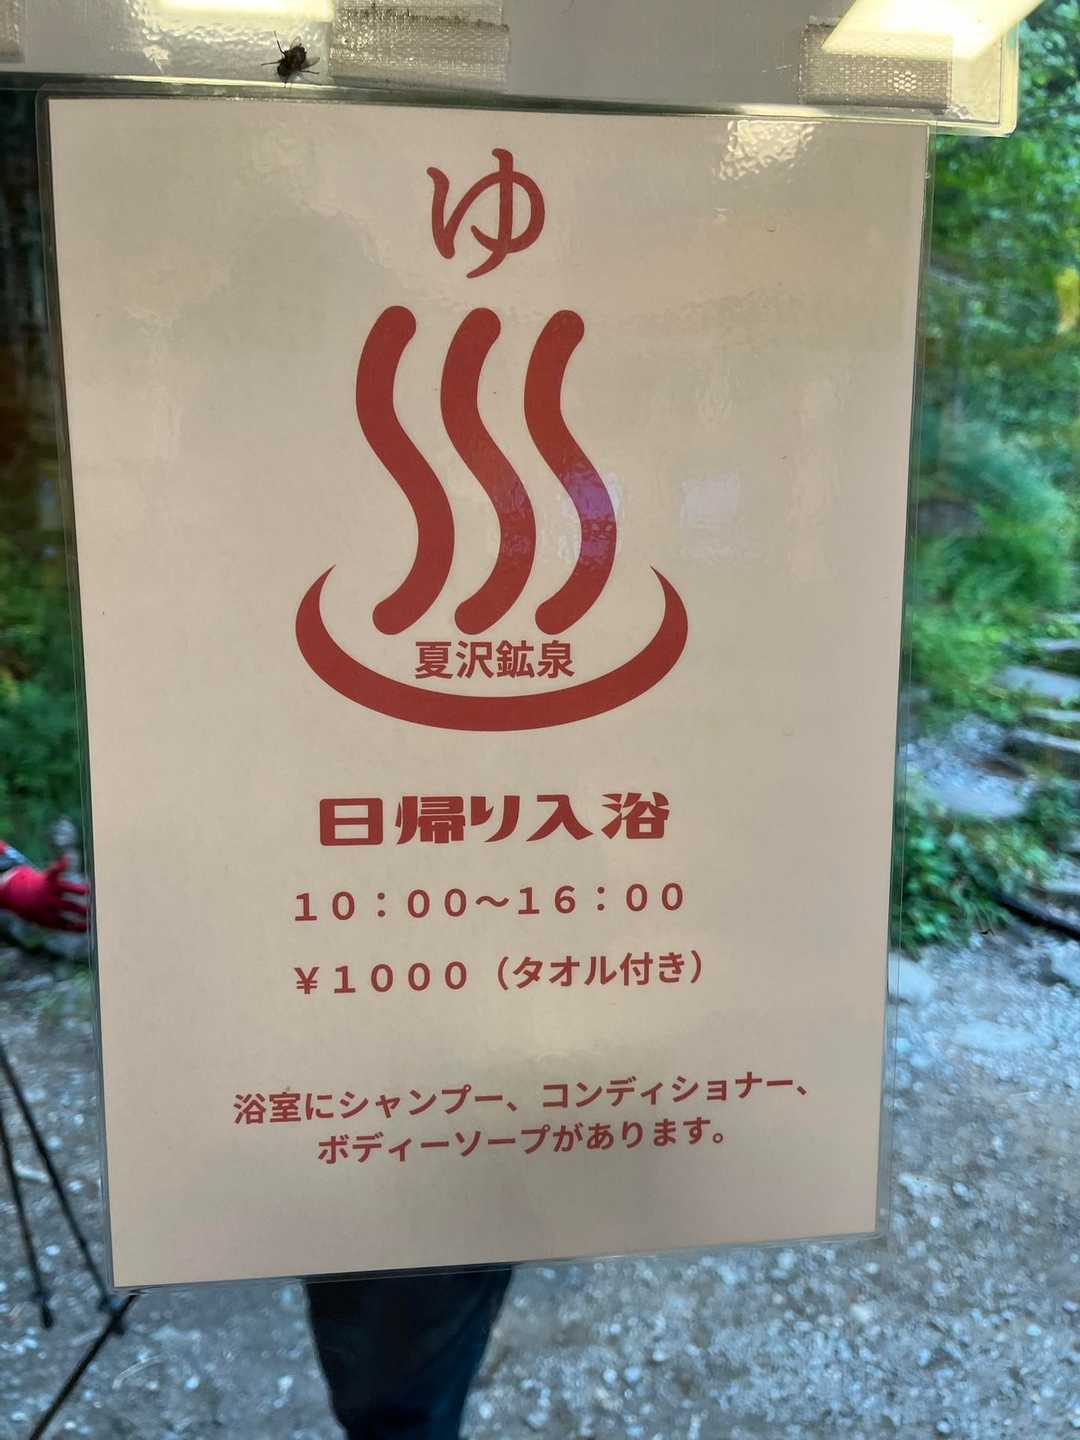 ゆ
夏沢鉱泉
日帰り入浴
１０：００～１６：００
￥１０００（タオル付き）
浴室にシャンプー、コンディショナー、
ボディーソープがあります。